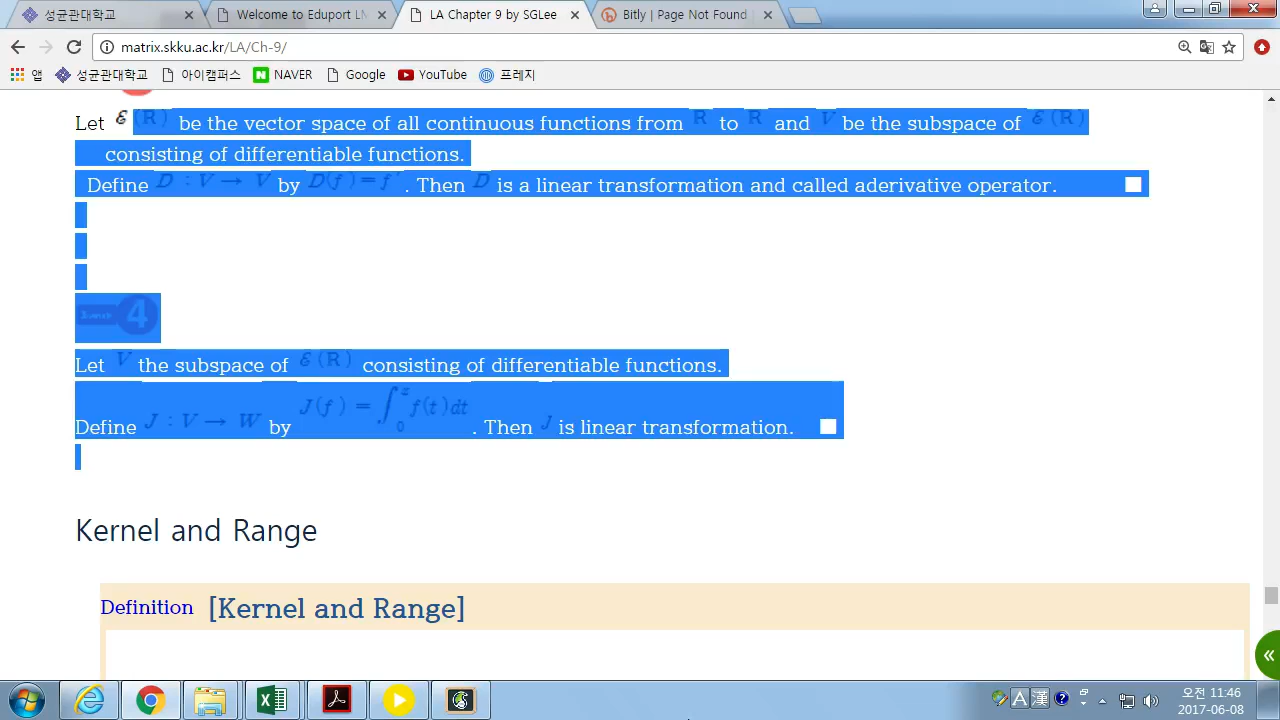 성균관대학교
Welcome to Eduport LM
LA Chapter 9 by SGLee
Bitly | Page Not Found
matrix.skku.ac.kr/LA/Ch-9/
앱 성균관대학교 아이캠퍼스 NAVER Google YouTube 프레지
Let ℰ(R) be the vector space of all continuous functions from R to R and V be the subspace of ℰ(R)
consisting of differentiable functions.
Define D : V → V by D(f) = f′. Then D is a linear transformation and called aderivative operator. ■
4
Let V the subspace of ℰ(R) consisting of differentiable functions.
Define J : V → W by J(f) = ∫₀ˣ f(t)dt. Then J is linear transformation. ■
Kernel and Range
Definition [Kernel and Range]
A 漢 ?
오전 11:46
2017-06-08